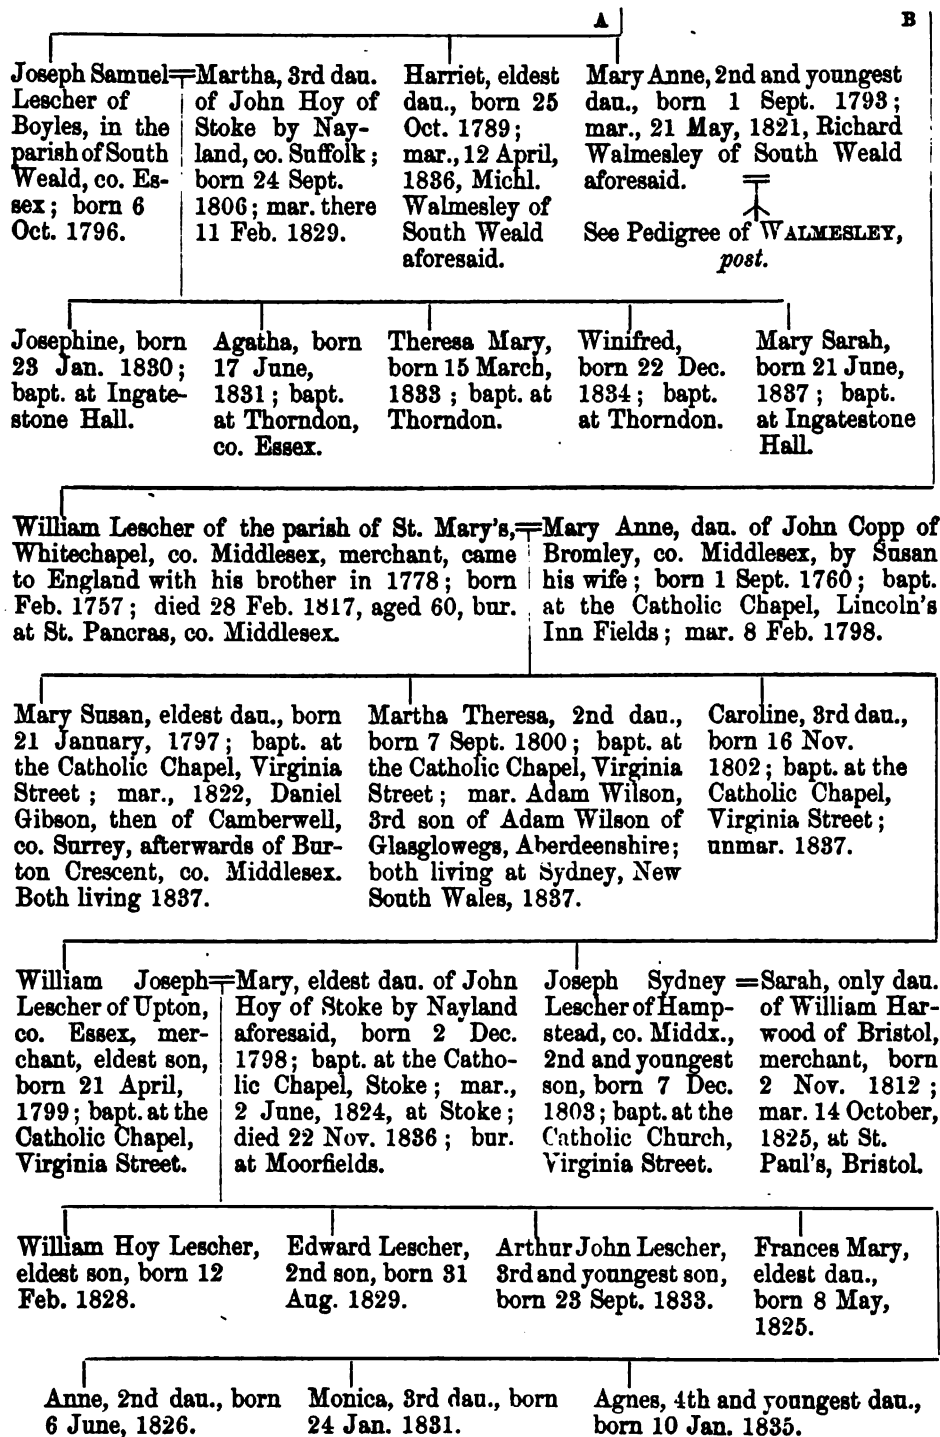 A
B
Joseph Samuel
Lescher of
Boyles, in the
parish of South
Weald, co. Es-
sex; born 6
Oct. 1796.
Martha, 3rd dau.
of John Hoy of
Stoke by Nay-
land, co. Suffolk;
born 24 Sept.
1806; mar. there
11 Feb. 1829.
Harriet, eldest
dau., born 25
Oct. 1789;
mar., 12 April,
1836, Michl.
Walmesley of
South Weald
aforesaid.
Mary Anne, 2nd and youngest
dau., born 1 Sept. 1793;
mar., 21 May, 1821, Richard
Walmesley of South Weald
aforesaid.
See Pedigree of WALMESLEY,
post.
Josephine, born
23 Jan. 1830;
bapt. at Ingate-
stone Hall.
Agatha, born
17 June,
1831; bapt.
at Thorndon,
co. Essex.
Theresa Mary,
born 15 March,
1833; bapt. at
Thorndon.
Winifred,
born 22 Dec.
1834; bapt.
at Thorndon.
Mary Sarah,
born 21 June,
1837; bapt.
at Ingatestone
Hall.
William Lescher of the parish of St. Mary's,
Whitechapel, co. Middlesex, merchant, came
to England with his brother in 1778; born
Feb. 1757; died 28 Feb. 1817, aged 60, bur.
at St. Pancras, co. Middlesex.
Mary Anne, dau. of John Copp of
Bromley, co. Middlesex, by Susan
his wife; born 1 Sept. 1760; bapt.
at the Catholic Chapel, Lincoln's
Inn Fields; mar. 8 Feb. 1798.
Mary Susan, eldest dau., born
21 January, 1797; bapt. at
the Catholic Chapel, Virginia
Street; mar., 1822, Daniel
Gibson, then of Camberwell,
co. Surrey, afterwards of Bur-
ton Crescent, co. Middlesex.
Both living 1837.
Martha Theresa, 2nd dau.,
born 7 Sept. 1800; bapt. at
the Catholic Chapel, Virginia
Street; mar. Adam Wilson,
3rd son of Adam Wilson of
Glasglowegs, Aberdeenshire;
both living at Sydney, New
South Wales, 1837.
Caroline, 3rd dau.,
born 16 Nov.
1802; bapt. at the
Catholic Chapel,
Virginia Street;
unmar. 1837.
William Joseph
Lescher of Upton,
co. Essex, mer-
chant, eldest son,
born 21 April,
1799; bapt. at the
Catholic Chapel,
Virginia Street.
Mary, eldest dau. of John
Hoy of Stoke by Nayland
aforesaid, born 2 Dec.
1798; bapt. at the Catho-
lic Chapel, Stoke; mar.,
2 June, 1824, at Stoke;
died 22 Nov. 1836; bur.
at Moorfields.
Joseph Sydney
Lescher of Hamp-
stead, co. Middx.,
2nd and youngest
son, born 7 Dec.
1803; bapt. at the
Catholic Church,
Virginia Street.
Sarah, only dau.
of William Har-
wood of Bristol,
merchant, born
2 Nov. 1812;
mar. 14 October,
1825, at St.
Paul's, Bristol.
William Hoy Lescher,
eldest son, born 12
Feb. 1828.
Edward Lescher,
2nd son, born 31
Aug. 1829.
Arthur John Lescher,
3rd and youngest son,
born 23 Sept. 1833.
Frances Mary,
eldest dau.,
born 8 May,
1825.
Anne, 2nd dau., born
6 June, 1826.
Monica, 3rd dau., born
24 Jan. 1831.
Agnes, 4th and youngest dau.,
born 10 Jan. 1835.